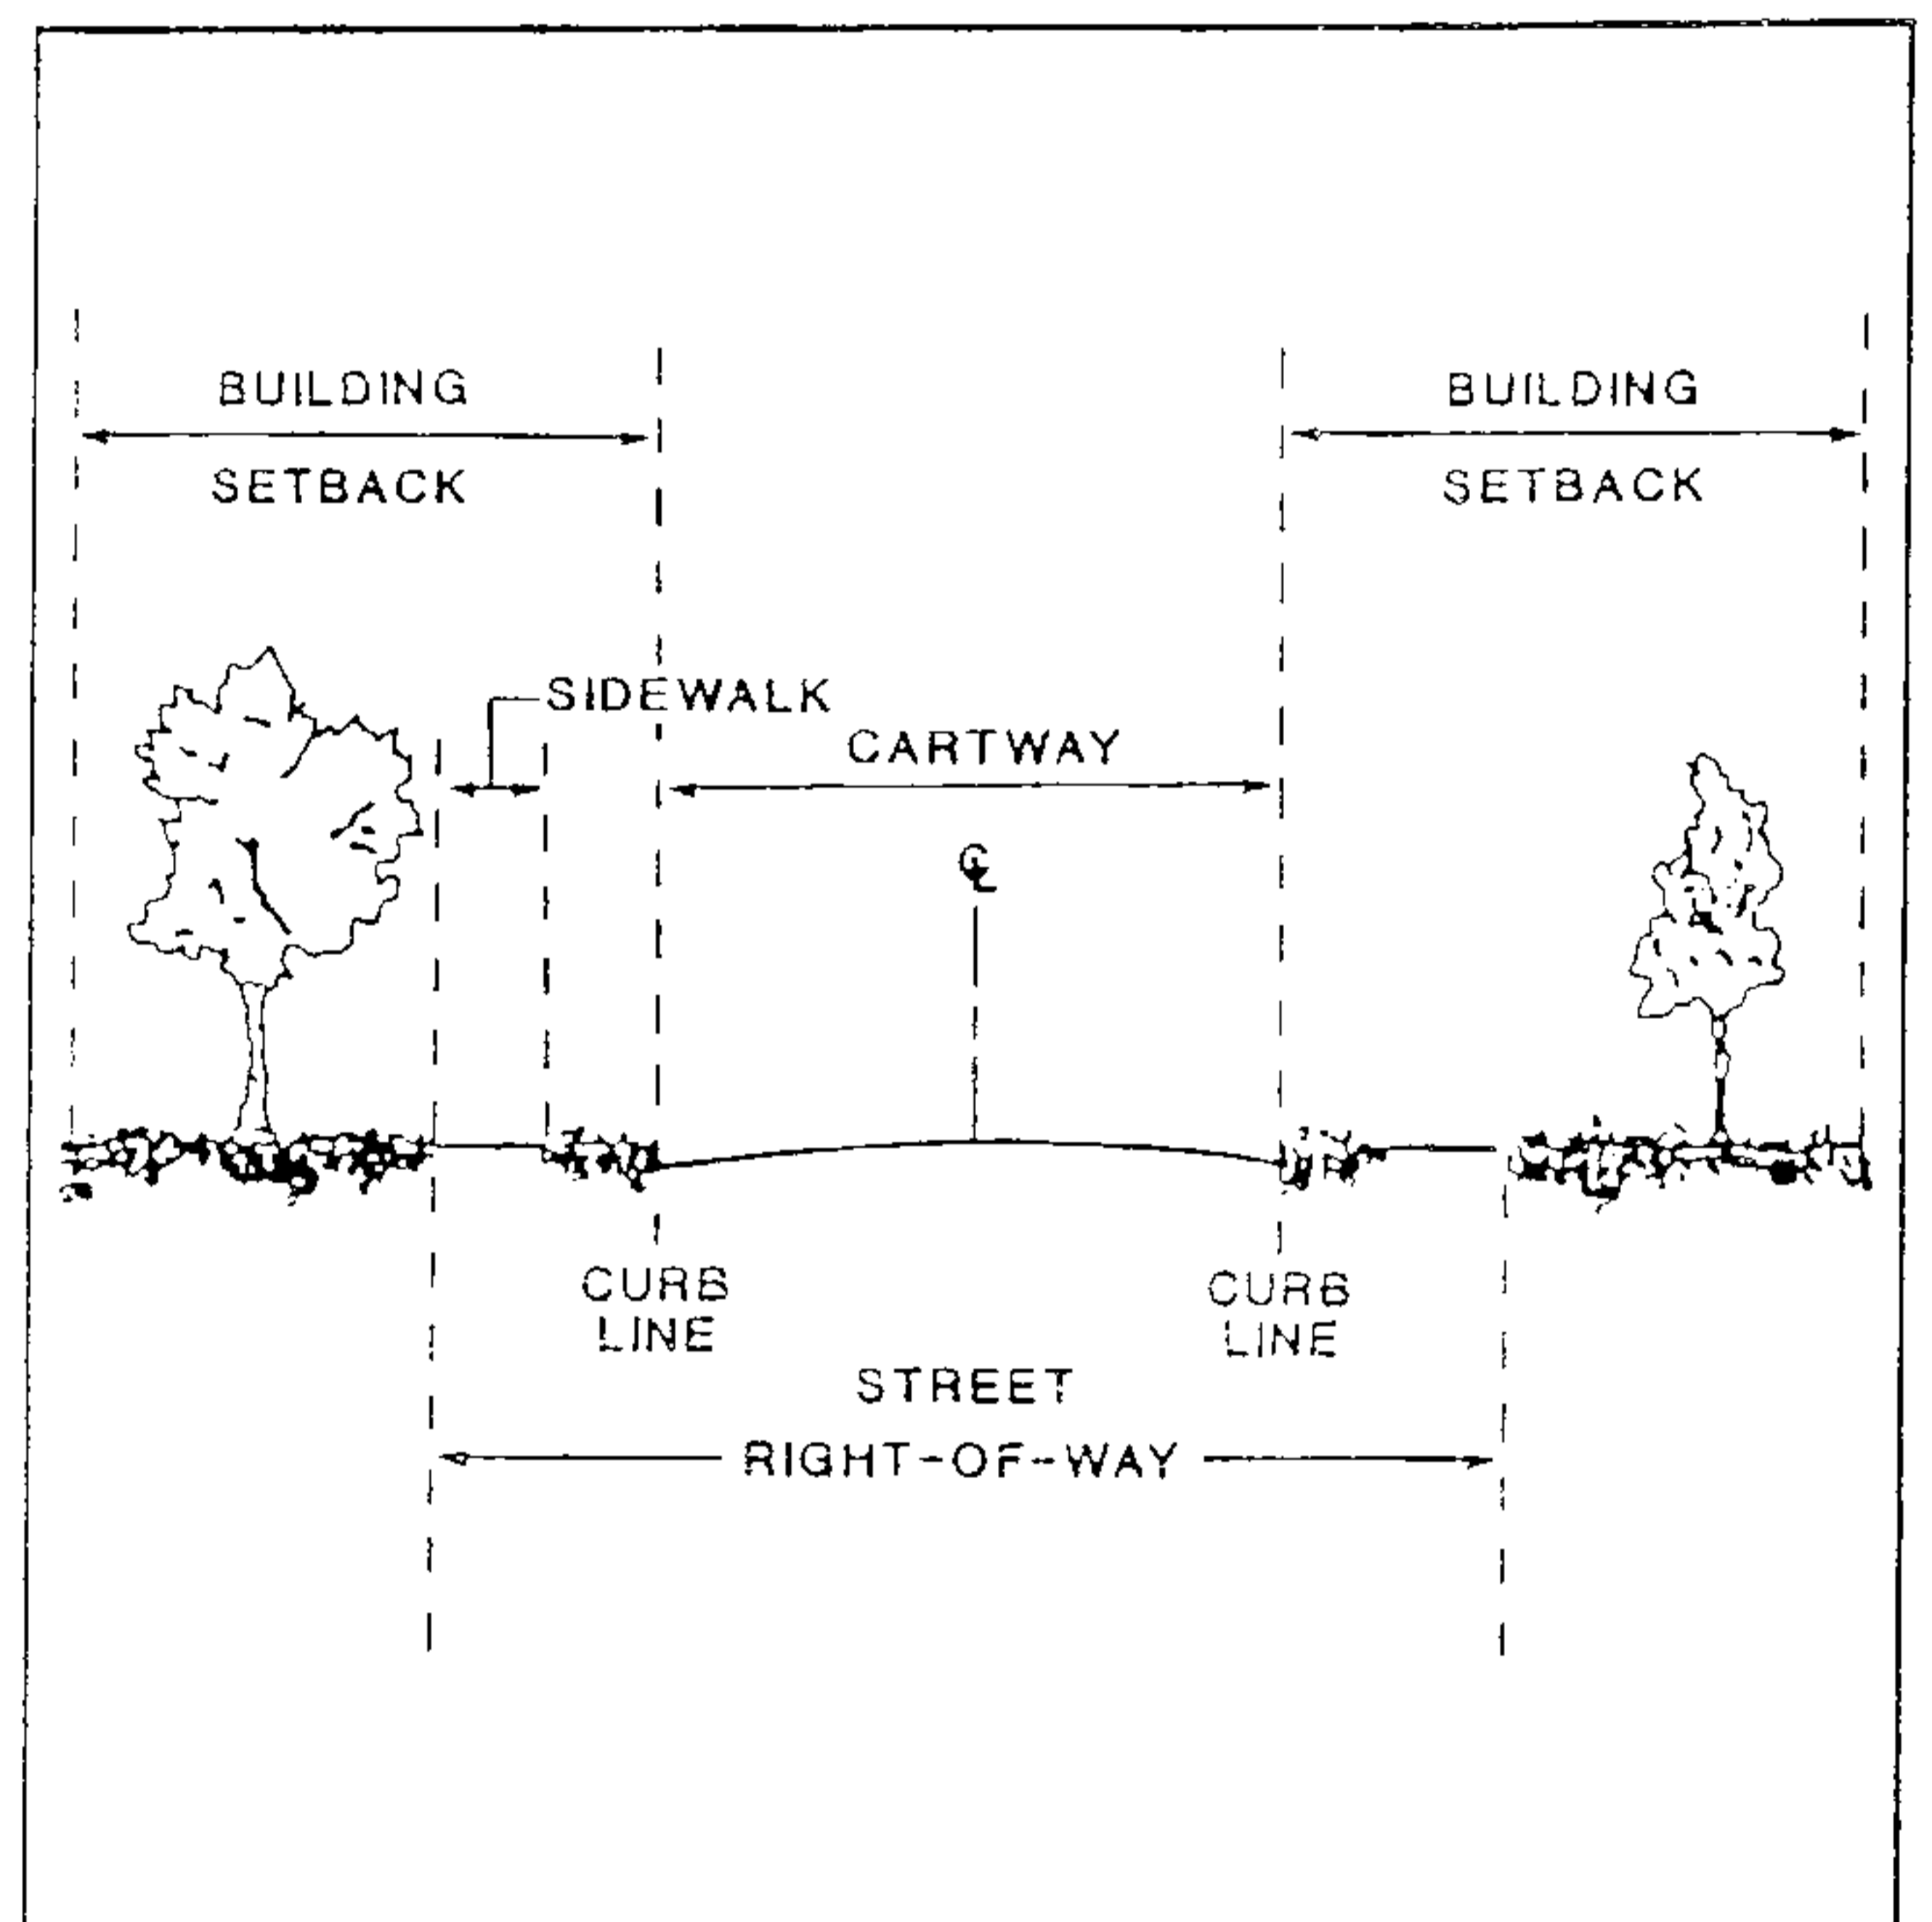 BUILDING
SETBACK
BUILDING
SETBACK
SIDEWALK
CARTWAY
℄
CURB
LINE
CURB
LINE
STREET
RIGHT-OF-WAY